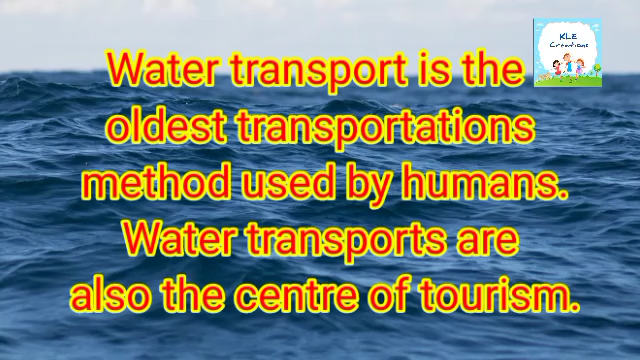 KLE
Creations
Water transport is the
oldest transportations
method used by humans.
Water transports are
also the centre of tourism.